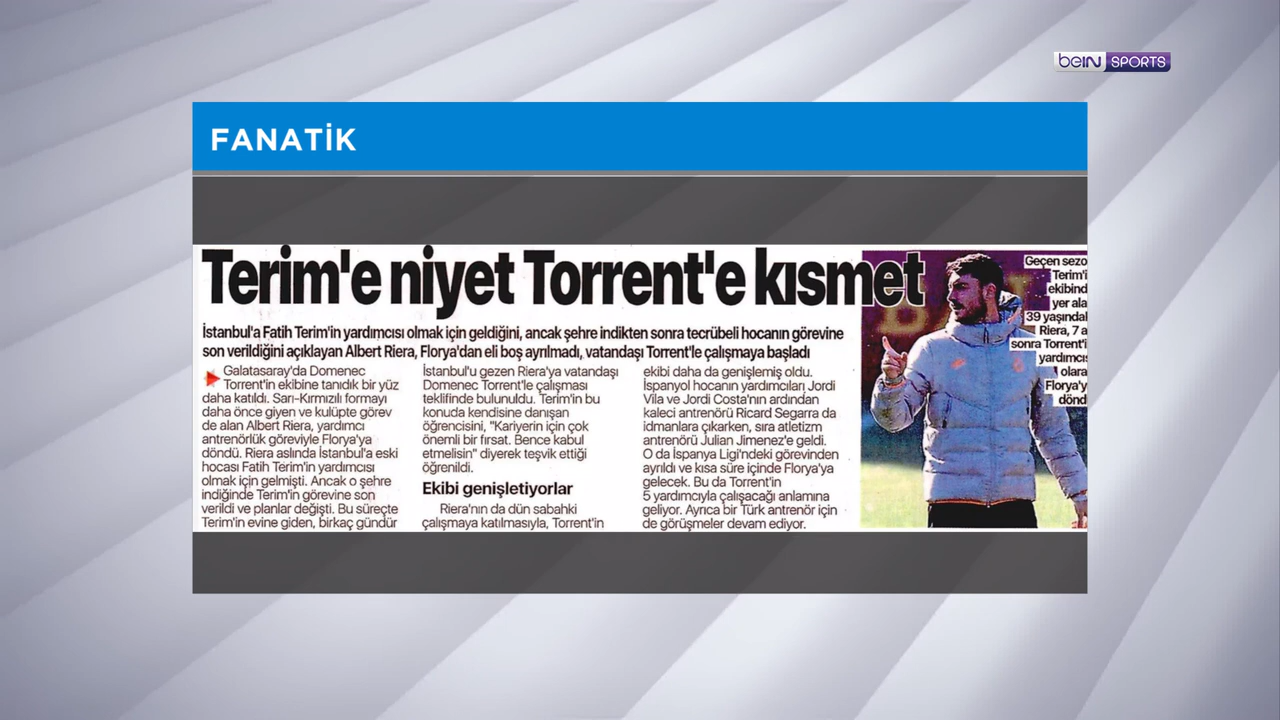 beIN SPORTS
FANATİK
Terim'e niyet Torrent'e kısmet
İstanbul'a Fatih Terim'in yardımcısı olmak için geldiğini, ancak şehre indikten sonra tecrübeli hocanın görevine
son verildiğini açıklayan Albert Riera, Florya'dan eli boş ayrılmadı, vatandaşı Torrent'le çalışmaya başladı
Galatasaray'da Domenec
Torrent'in ekibine tanıdık bir yüz
daha katıldı. Sarı-Kırmızılı formayı
daha önce giyen ve kulüpte görev
de alan Albert Riera, yardımcı
antrenörlük göreviyle Florya'ya
döndü. Riera aslında İstanbul'a eski
hocası Fatih Terim'in yardımcısı
olmak için gelmişti. Ancak o şehre
indiğinde Terim'in görevine son
verildi ve planlar değişti. Bu süreçte
Terim'in evine giden, birkaç gündür
İstanbul'u gezen Riera'ya vatandaşı
Domenec Torrent'le çalışması
teklifinde bulunuldu. Terim'in bu
konuda kendisine danışan
öğrencisini, "Kariyerin için çok
önemli bir fırsat. Bence kabul
etmelisin" diyerek teşvik ettiği
öğrenildi.
Ekibi genişletiyorlar
Riera'nın da dün sabahki
çalışmaya katılmasıyla, Torrent'in
ekibi daha da genişlemiş oldu.
İspanyol hocanın yardımcıları Jordi
Vila ve Jordi Costa'nın ardından
kaleci antrenörü Ricard Segarra da
idmanlara çıkarken, sıra atletizm
antrenörü Julian Jimenez'e geldi.
O da İspanya Ligi'ndeki görevinden
ayrıldı ve kısa süre içinde Florya'ya
gelecek. Bu da Torrent'in
5 yardımcıyla çalışacağı anlamına
geliyor. Ayrıca bir Türk antrenör için
de görüşmeler devam ediyor.
Geçen sezo
Terim'i
ekibind
yer ala
39 yaşındal
Riera, 7 a
sonra Torrent'i
yardımcıs
olara
Florya'y
dönd